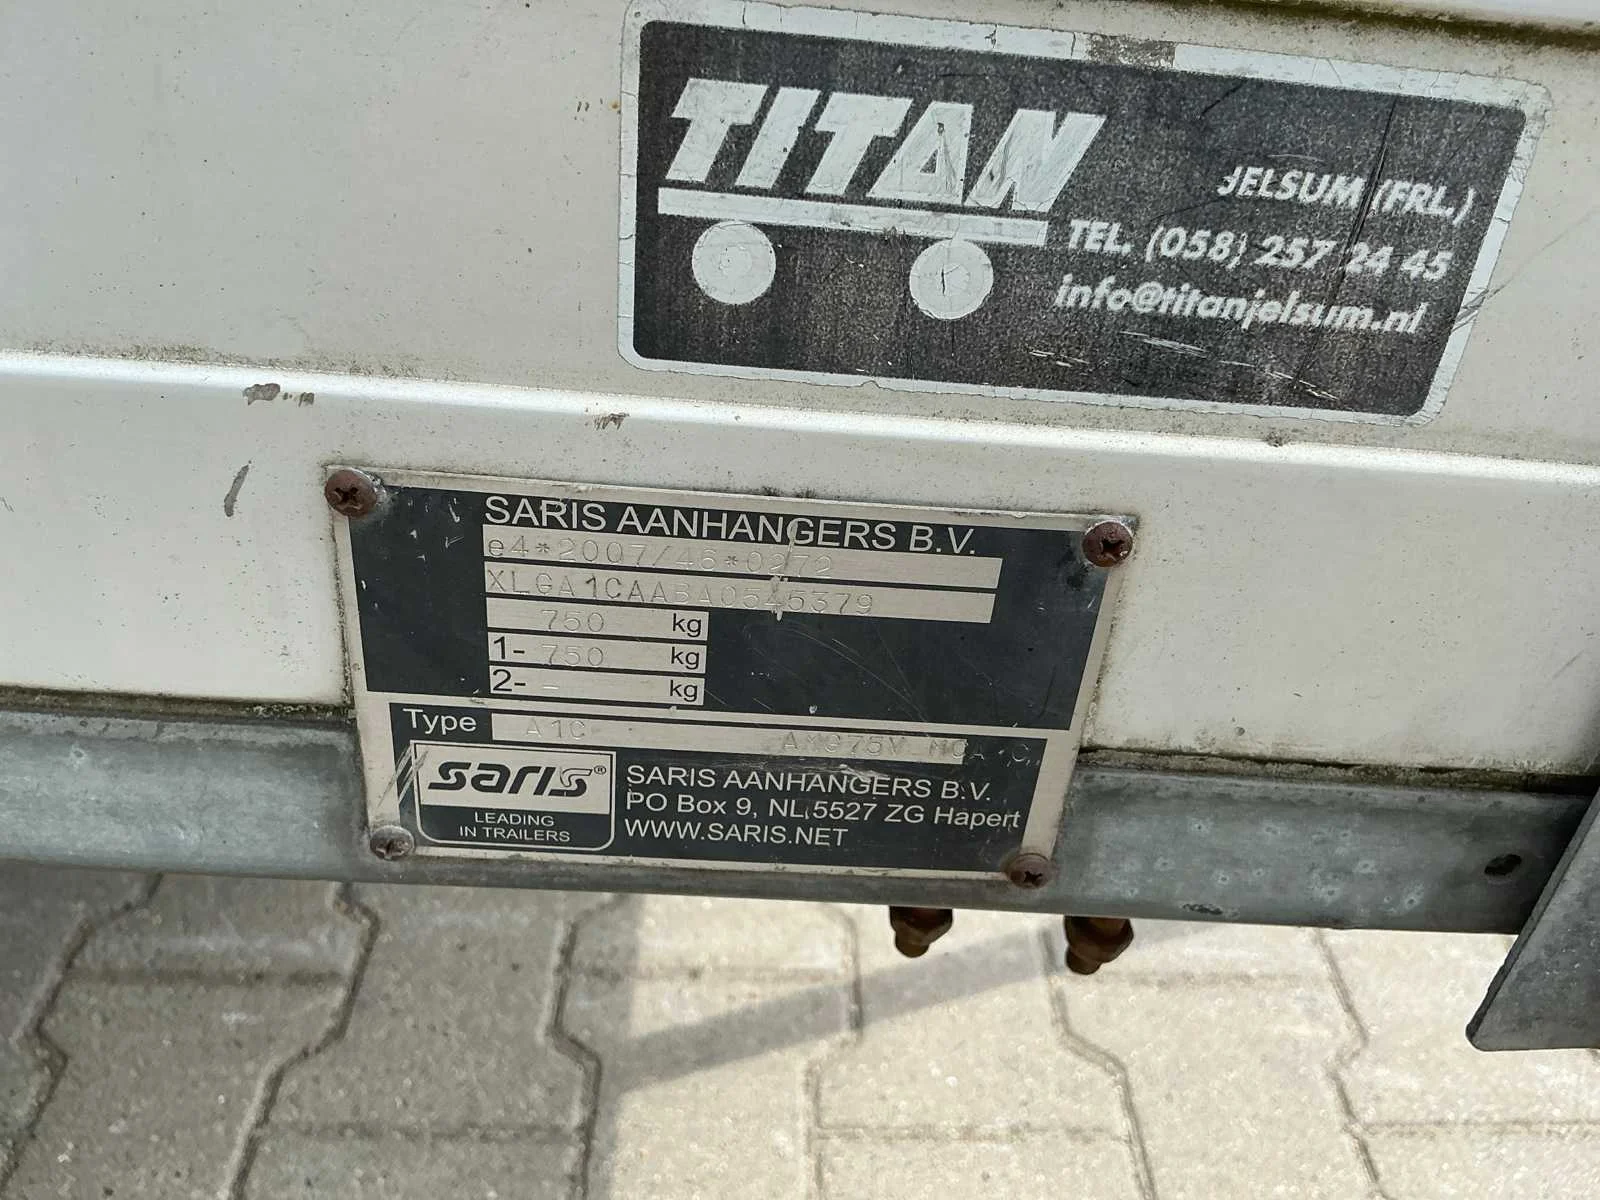 TITAN
JELSUM (FRL.)
TEL. (058) 257 24 45
info@titanjelsum.nl
SARIS AANHANGERS B.V.
e4*2007/46*0272
XLGA1CAABA0545379
750 kg
1- 750 kg
2- - kg
Type A1C
saris®
LEADING
IN TRAILERS
SARIS AANHANGERS B.V.
PO Box 9, NL 5527 ZG Hapert
WWW.SARIS.NET